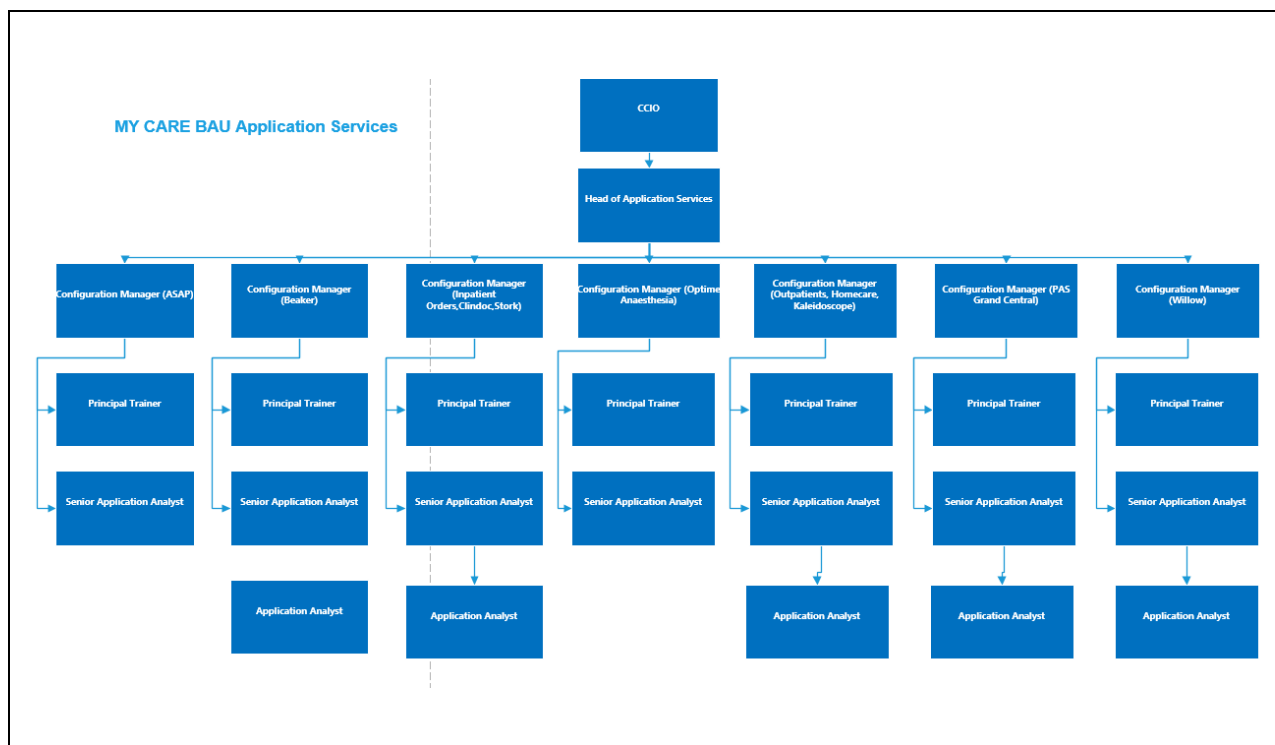 CCIO
MY CARE BAU Application Services
Head of Application Services
Configuration Manager (ASAP)
Configuration Manager
(Beaker)
Configuration Manager
(Inpatient
Orders,Clindoc,Stork)
Configuration Manager (Optime
Anaesthesia)
Configuration Manager
(Outpatients, Homecare,
Kaleidoscope)
Configuration Manager (PAS
Grand Central)
Configuration Manager
(Willow)
Principal Trainer
Principal Trainer
Principal Trainer
Principal Trainer
Principal Trainer
Principal Trainer
Principal Trainer
Senior Application Analyst
Senior Application Analyst
Senior Application Analyst
Senior Application Analyst
Senior Application Analyst
Senior Application Analyst
Senior Application Analyst
Application Analyst
Application Analyst
Application Analyst
Application Analyst
Application Analyst